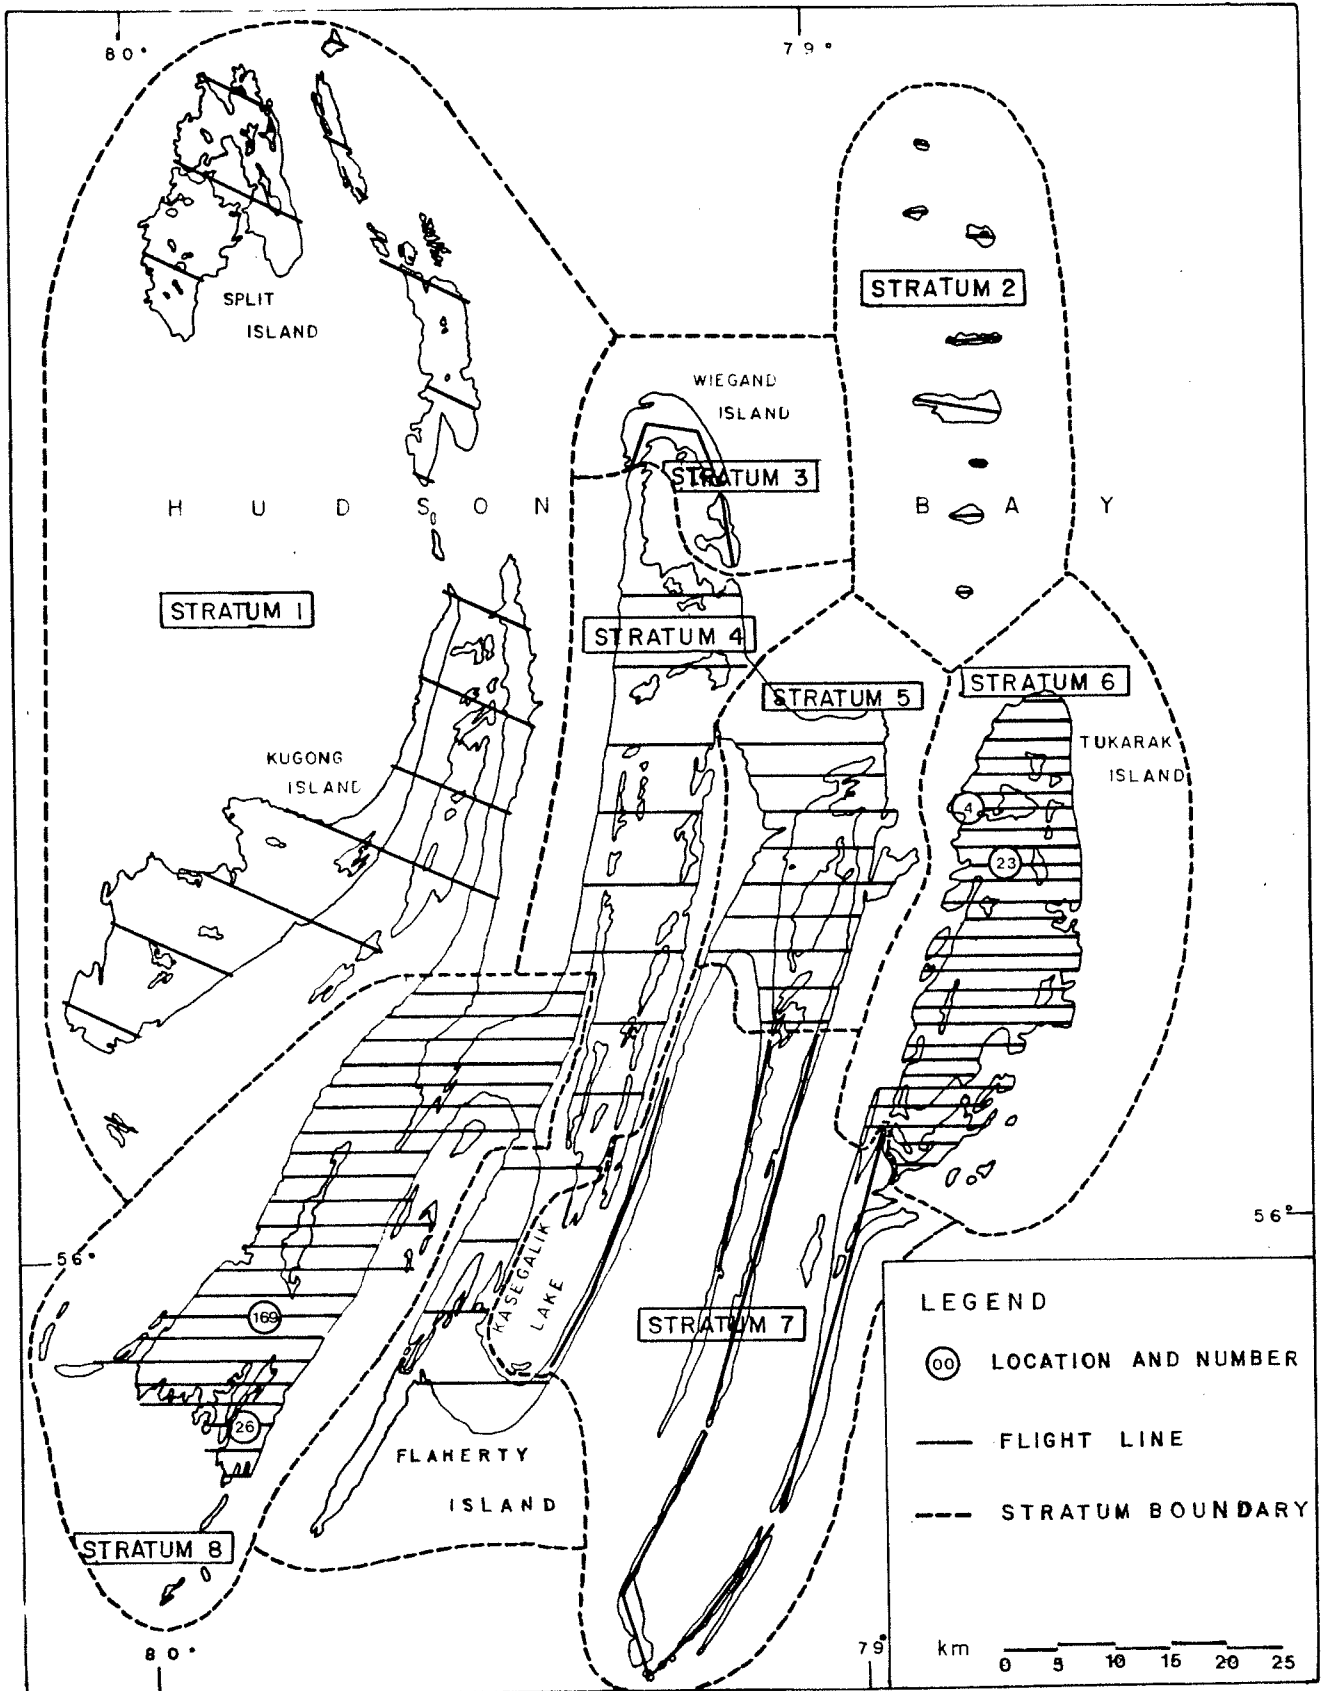 80°
79°
SPLIT
ISLAND
STRATUM 2
WIEGAND
ISLAND
STRATUM 3
HUDSON BAY
STRATUM 1
STRATUM 4
STRATUM 5
STRATUM 6
TUKARAK
ISLAND
KUGONG
ISLAND
4
23
56°
56°
KASEGALIK
LAKE
169
STRATUM 7
26
FLAHERTY
ISLAND
STRATUM 8
80°
79°
LEGEND
00 LOCATION AND NUMBER
FLIGHT LINE
STRATUM BOUNDARY
km 0 5 10 15 20 25